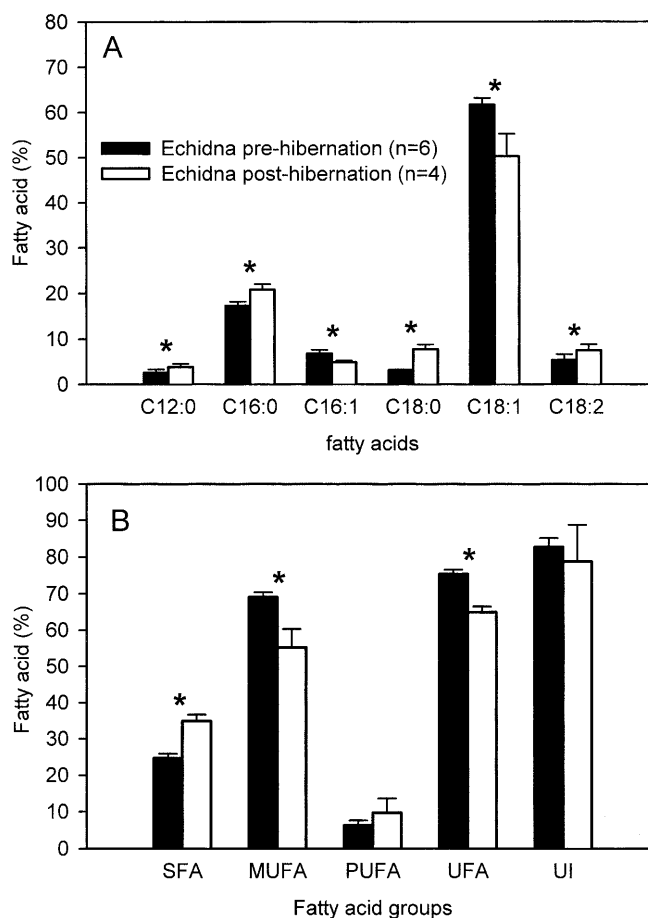 80
A
70
*
60
Echidna pre-hibernation (n=6)
Echidna post-hibernation (n=4)
50
Fatty acid (%)
40
30
*
20
* * * *
10
0
C12:0 C16:0 C16:1 C18:0 C18:1 C18:2
fatty acids
100
B
90
80
*
*
70
60
Fatty acid (%)
50
*
40
30
20
10
0
SFA MUFA PUFA UFA UI
Fatty acid groups